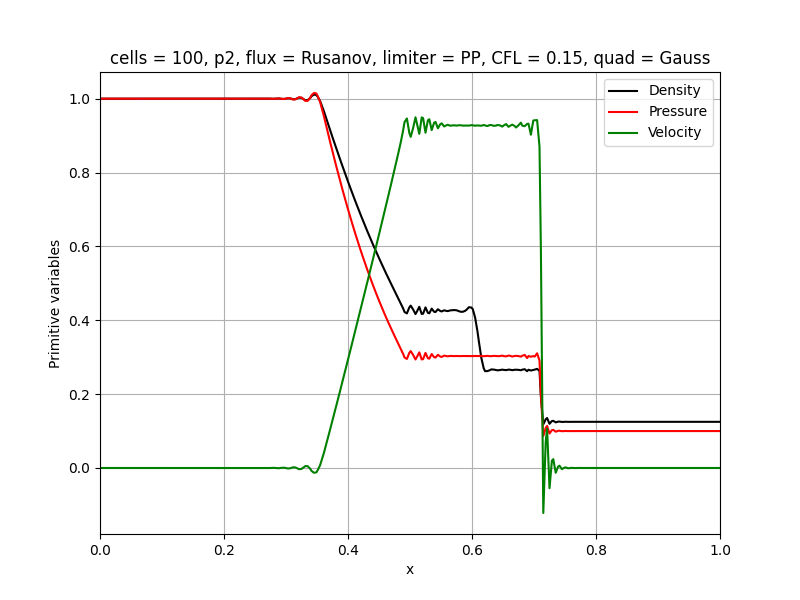 cells = 100, p2, flux = Rusanov, limiter = PP, CFL = 0.15, quad = Gauss
Density
Pressure
Velocity
1.0
0.8
0.6
0.4
0.2
0.0
Primitive variables
0.0 0.2 0.4 0.6 0.8 1.0
x